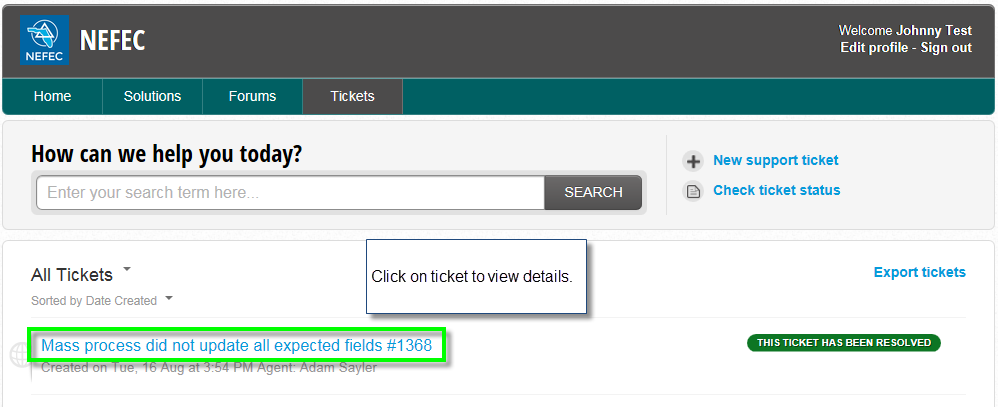 NEFEC
NEFEC
Welcome Johnny Test
Edit profile - Sign out
Home
Solutions
Forums
Tickets
How can we help you today?
Enter your search term here...
SEARCH
New support ticket
Check ticket status
Click on ticket to view details.
All Tickets
Export tickets
Sorted by Date Created
Mass process did not update all expected fields #1368
THIS TICKET HAS BEEN RESOLVED
Created on Tue, 16 Aug at 3:54 PM Agent: Adam Sayler